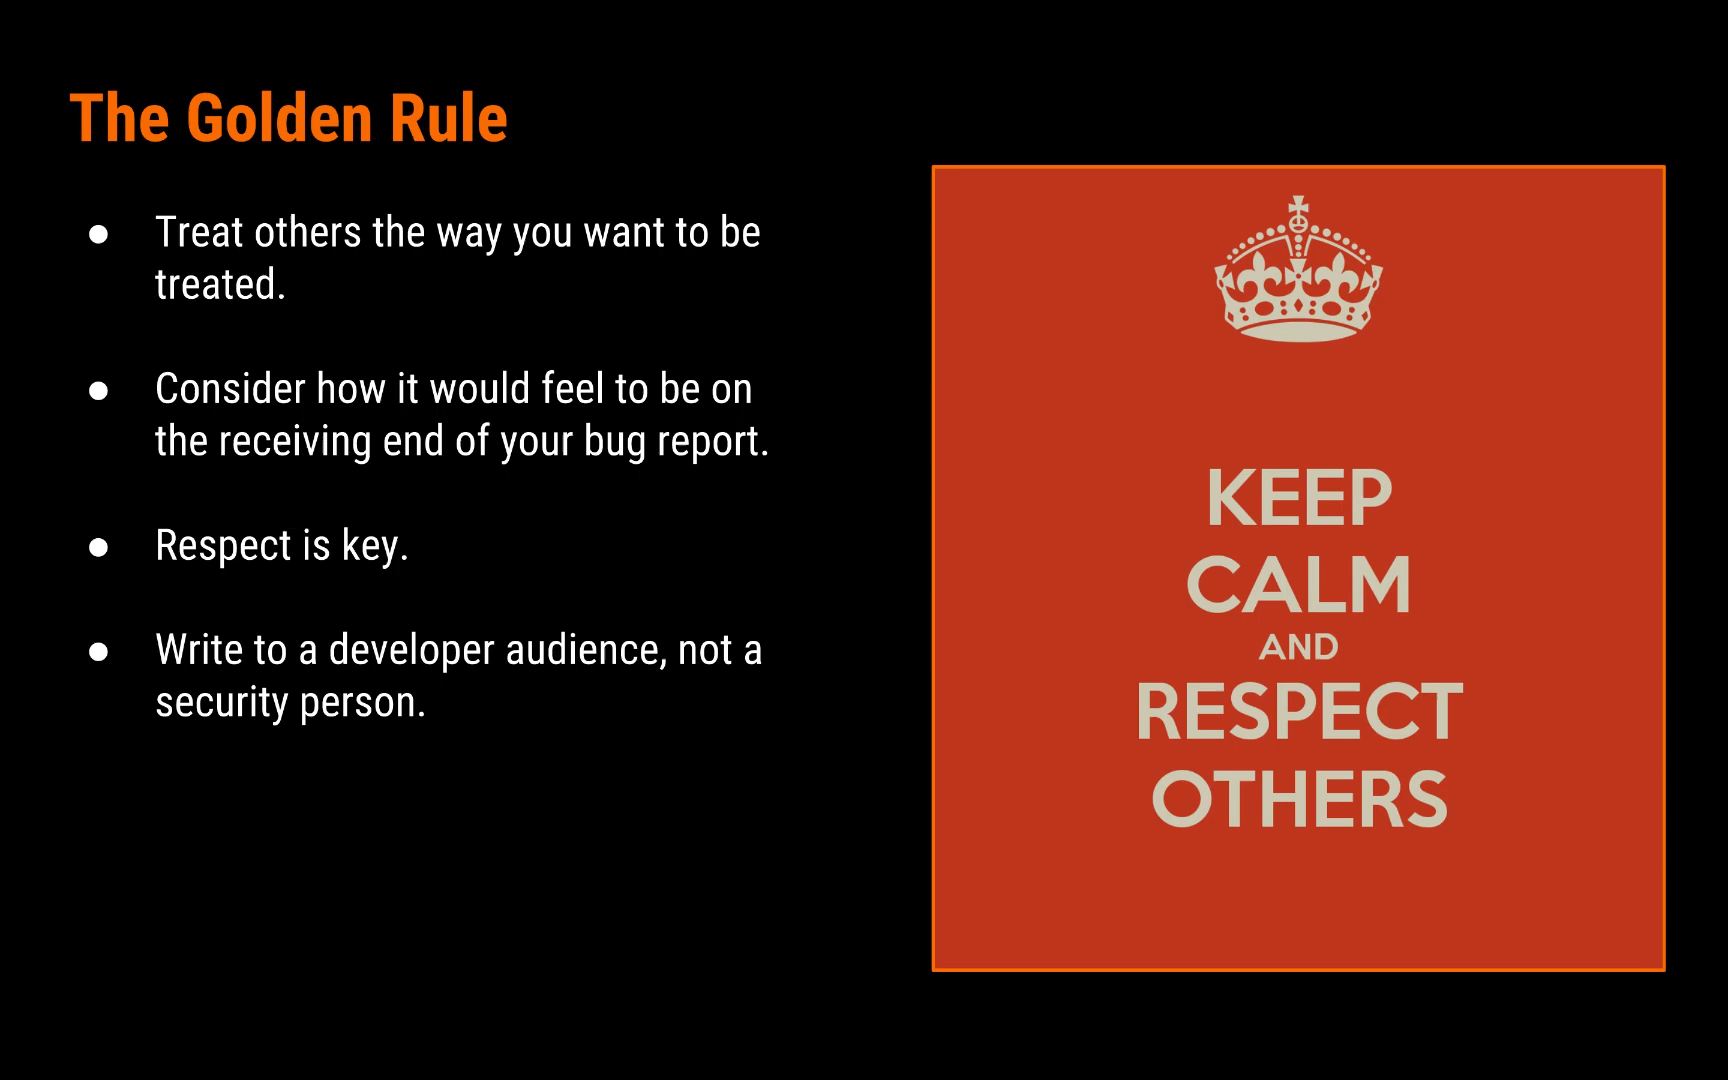 The Golden Rule
● Treat others the way you want to be
treated.
● Consider how it would feel to be on
the receiving end of your bug report.
● Respect is key.
● Write to a developer audience, not a
security person.
KEEP
CALM
AND
RESPECT
OTHERS